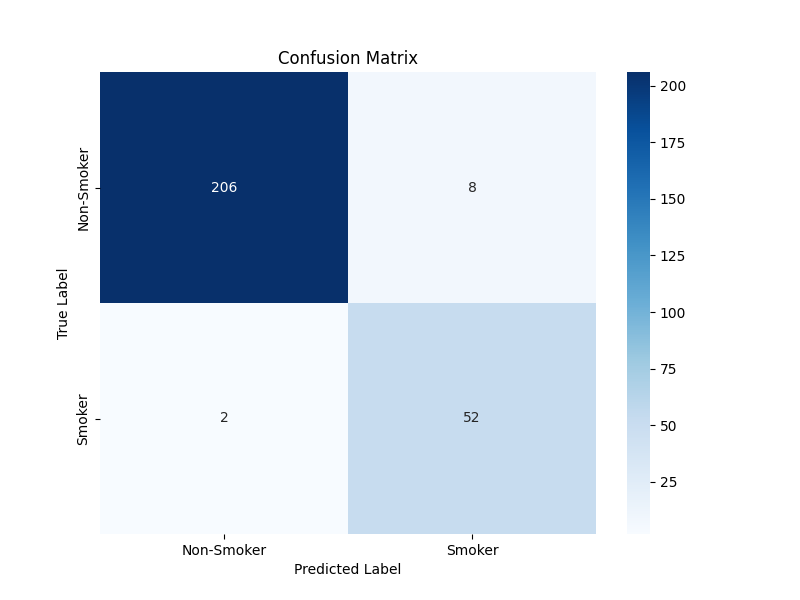 Confusion Matrix
Non-Smoker
Smoker
True Label
206
8
2
52
Non-Smoker
Smoker
Predicted Label
200
175
150
125
100
75
50
25